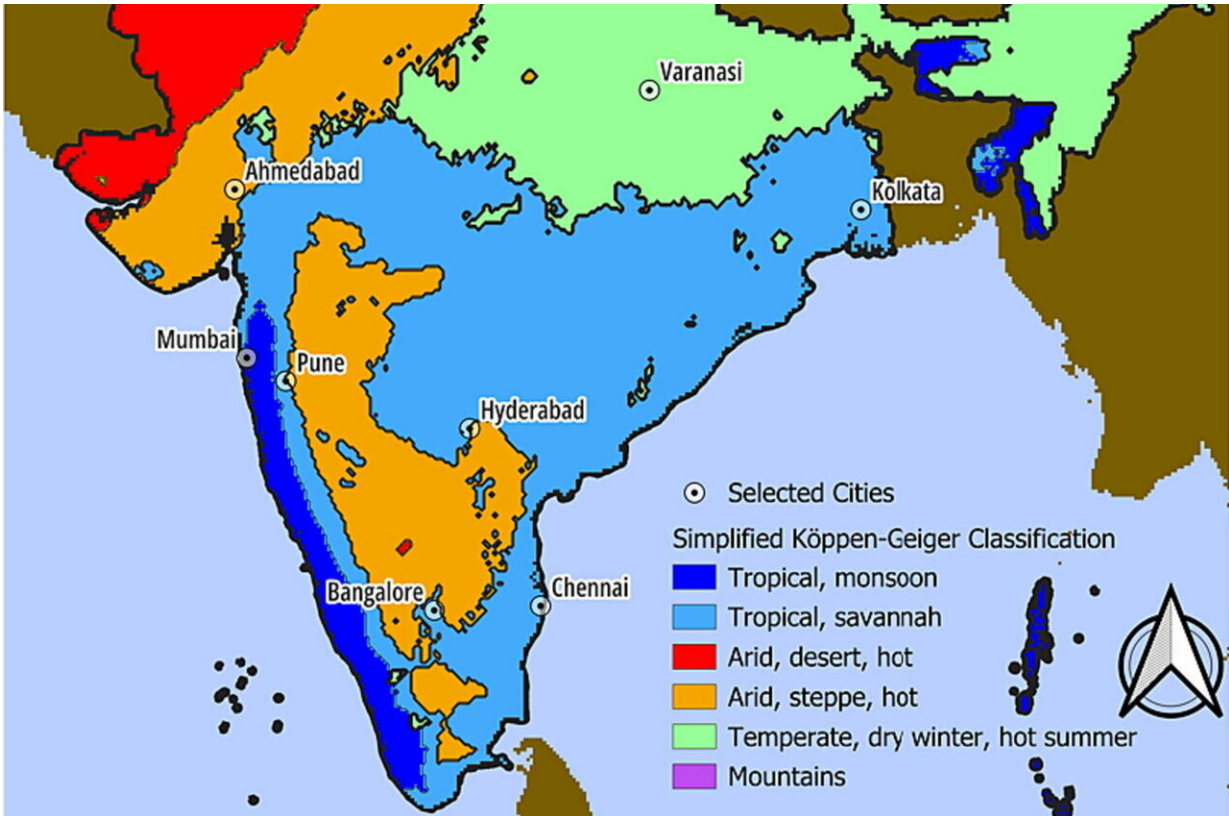 Varanasi
Ahmedabad
Kolkata
Mumbai
Pune
Hyderabad
Bangalore
Chennai
Selected Cities
Simplified Köppen-Geiger Classification
Tropical, monsoon
Tropical, savannah
Arid, desert, hot
Arid, steppe, hot
Temperate, dry winter, hot summer
Mountains